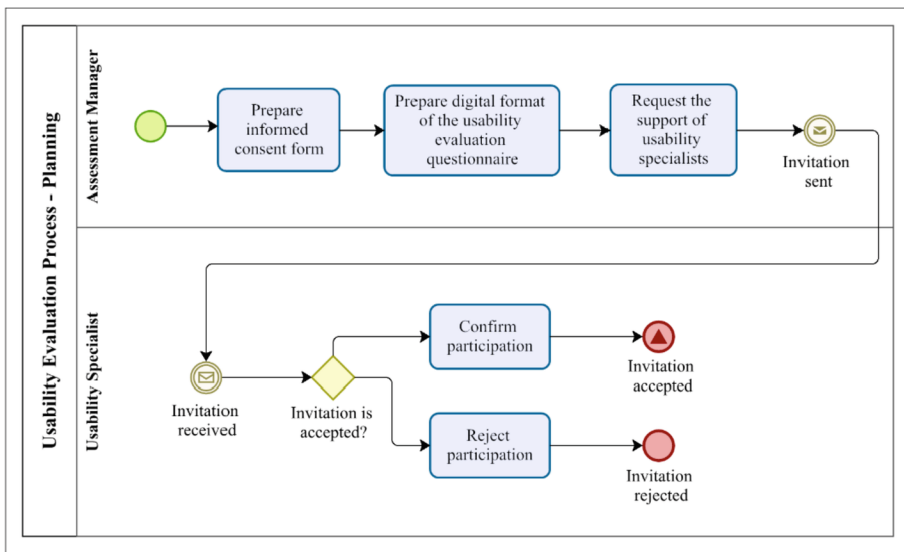 Usability Evaluation Process - Planning
Assessment Manager
Prepare
informed
consent form
Prepare digital format
of the usability
evaluation
questionnaire
Request the
support of
usability
specialists
Invitation
sent
Usability Specialist
Invitation
received
Invitation is
accepted?
Confirm
participation
Invitation
accepted
Reject
participation
Invitation
rejected